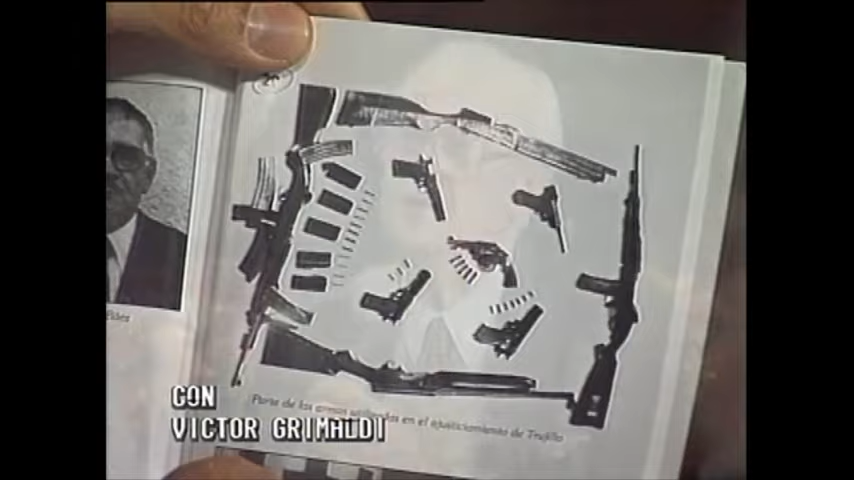 Parte de las armas utilizadas en el ajusticiamiento de Trujillo
CON
VICTOR GRIMALDI